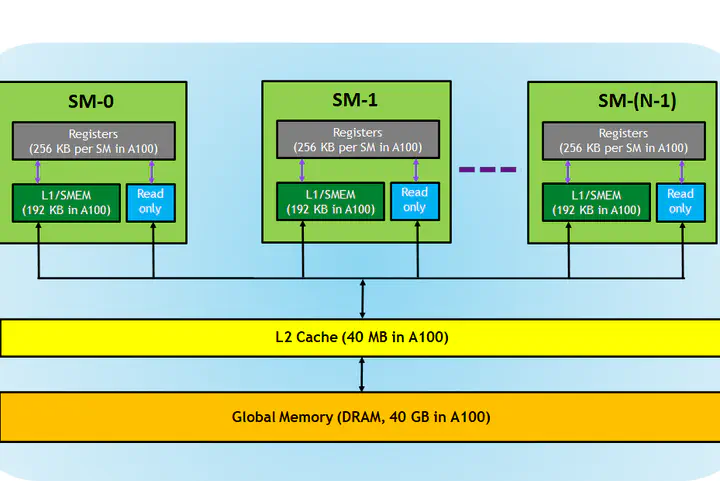 SM-0
Registers
(256 KB per SM in A100)
L1/SMEM
(192 KB in A100)
Read
only
SM-1
Registers
(256 KB per SM in A100)
L1/SMEM
(192 KB in A100)
Read
only
SM-(N-1)
Registers
(256 KB per SM in A100)
L1/SMEM
(192 KB in A100)
Read
only
L2 Cache (40 MB in A100)
Global Memory (DRAM, 40 GB in A100)